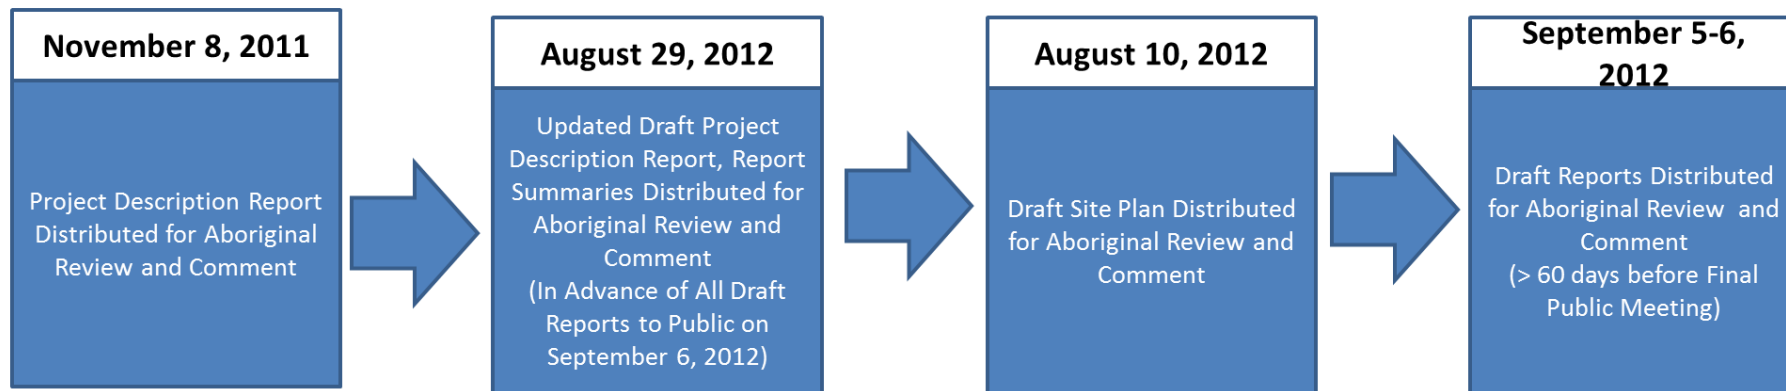 November 8, 2011
Project Description Report
Distributed for Aboriginal
Review and Comment
August 29, 2012
Updated Draft Project
Description Report, Report
Summaries Distributed for
Aboriginal Review and
Comment
(In Advance of All Draft
Reports to Public on
September 6, 2012)
August 10, 2012
Draft Site Plan Distributed
for Aboriginal Review and
Comment
September 5-6,
2012
Draft Reports Distributed
for Aboriginal Review and
Comment
(> 60 days before Final
Public Meeting)